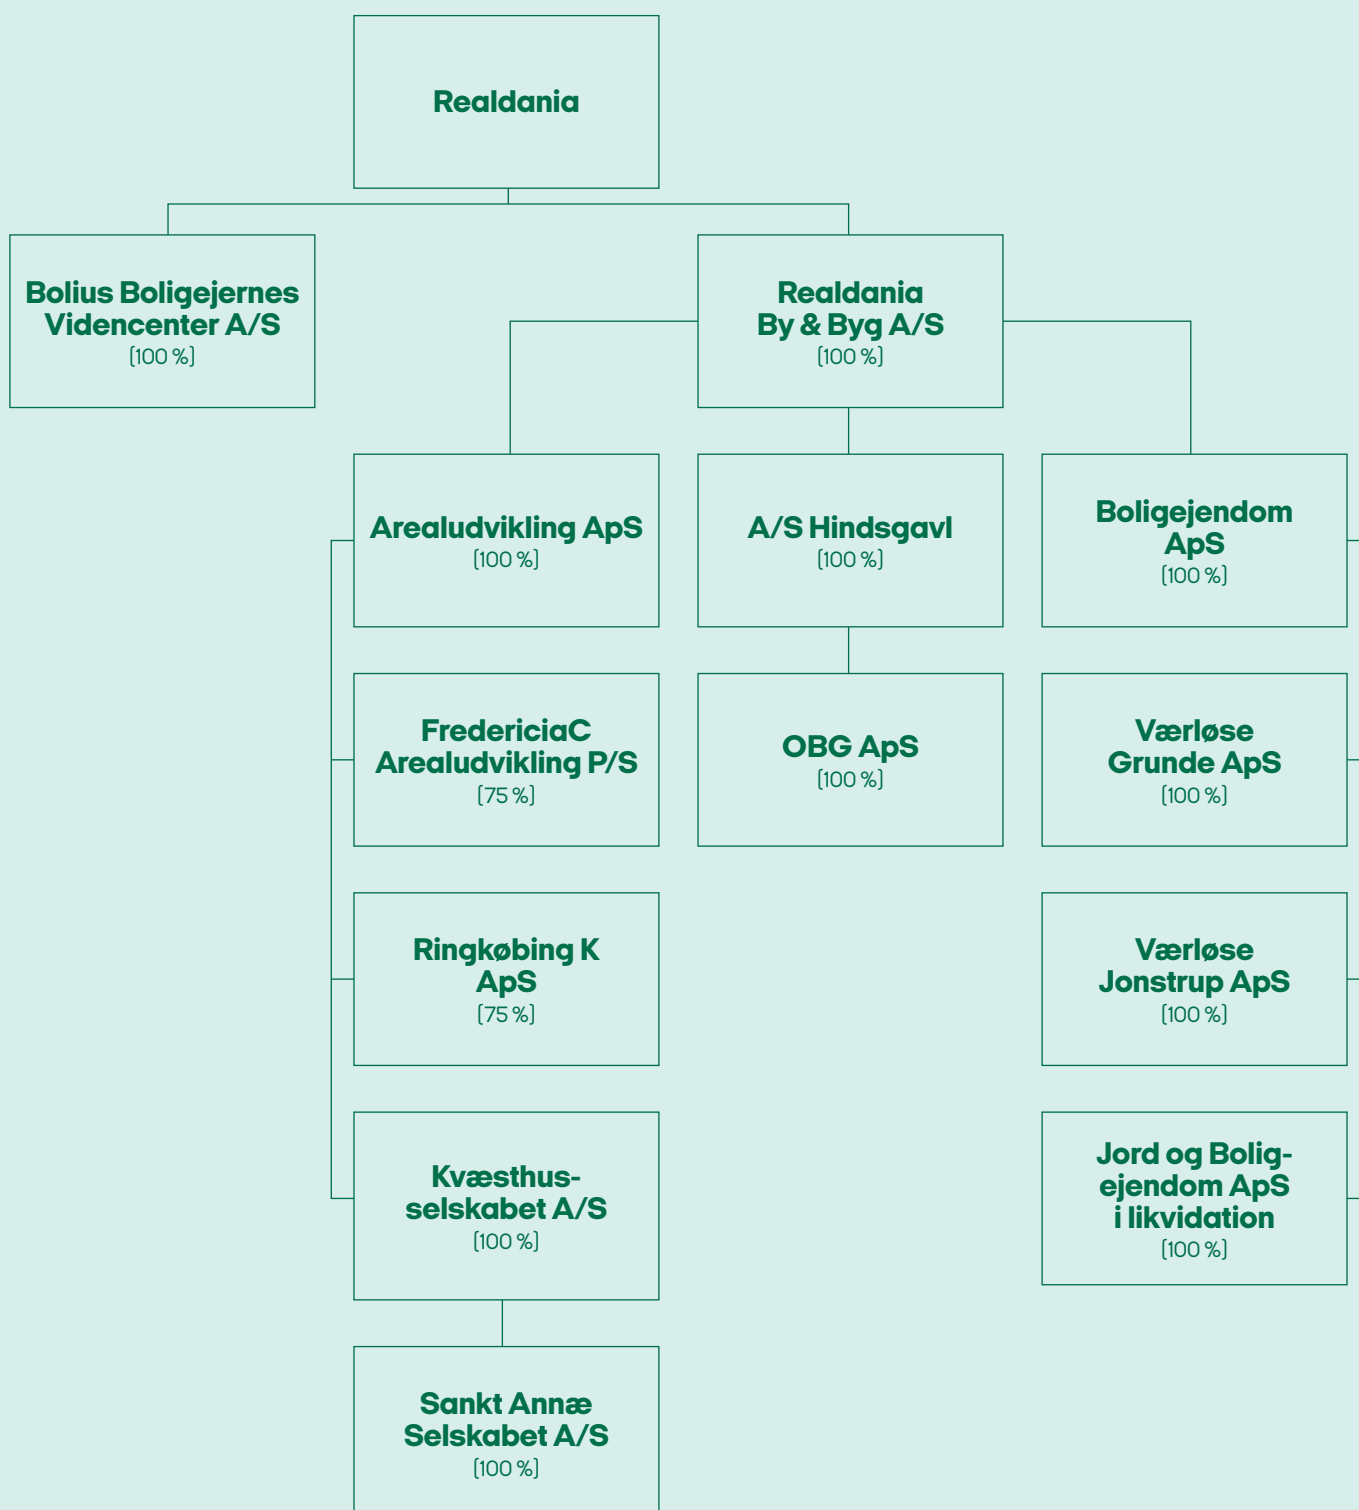 Realdania
Bolius Boligejernes
Videncenter A/S
(100 %)
Realdania
By & Byg A/S
(100 %)
Arealudvikling ApS
(100 %)
A/S Hindsgavl
(100 %)
Boligejendom
ApS
(100 %)
FredericiaC
Arealudvikling P/S
(75 %)
OBG ApS
(100 %)
Værløse
Grunde ApS
(100 %)
Ringkøbing K
ApS
(75 %)
Værløse
Jonstrup ApS
(100 %)
Kvæsthus-
selskabet A/S
(100 %)
Jord og Bolig-
ejendom ApS
i likvidation
(100 %)
Sankt Annæ
Selskabet A/S
(100 %)